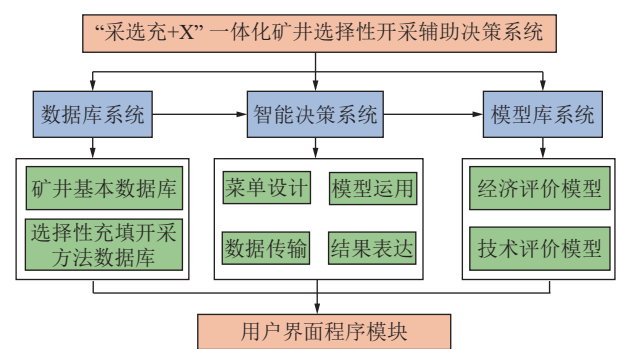 “采选充+X” 一体化矿井选择性开采辅助决策系统
数据库系统
智能决策系统
模型库系统
矿井基本数据库
选择性充填开采
方法数据库
菜单设计
模型运用
数据传输
结果表达
经济评价模型
技术评价模型
用户界面程序模块